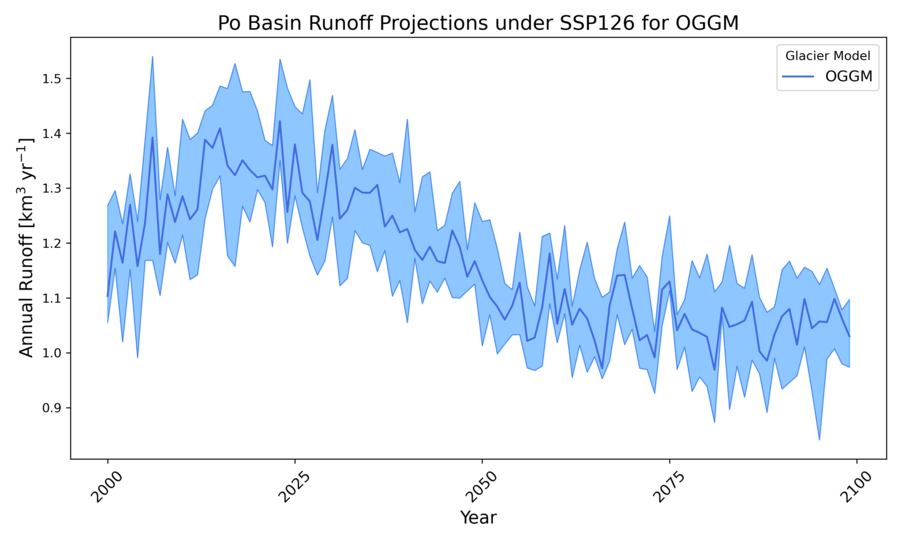 Po Basin Runoff Projections under SSP126 for OGGM
Glacier Model
OGGM
Annual Runoff [km³ yr⁻¹]
1.5
1.4
1.3
1.2
1.1
1.0
0.9
2000
2025
2050
2075
2100
Year